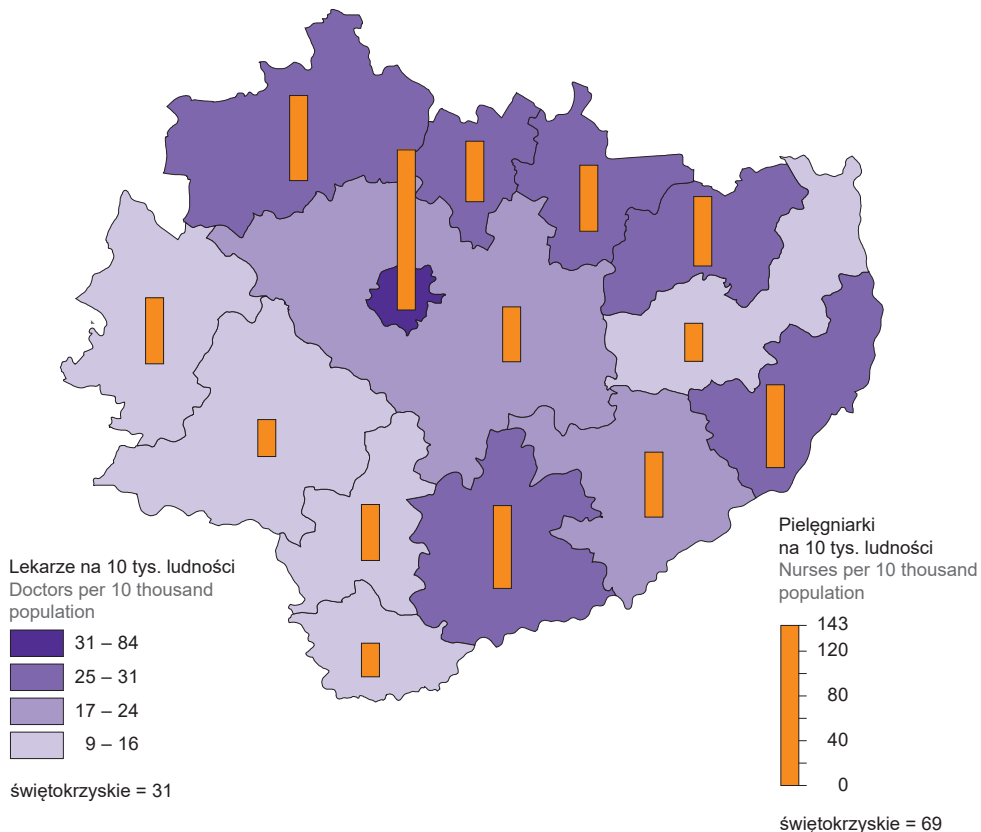 Lekarze na 10 tys. ludności
Doctors per 10 thousand
population
31 – 84
25 – 31
17 – 24
9 – 16
świętokrzyskie = 31
Pielęgniarki
na 10 tys. ludności
Nurses per 10 thousand
population
143
120
80
40
0
świętokrzyskie = 69